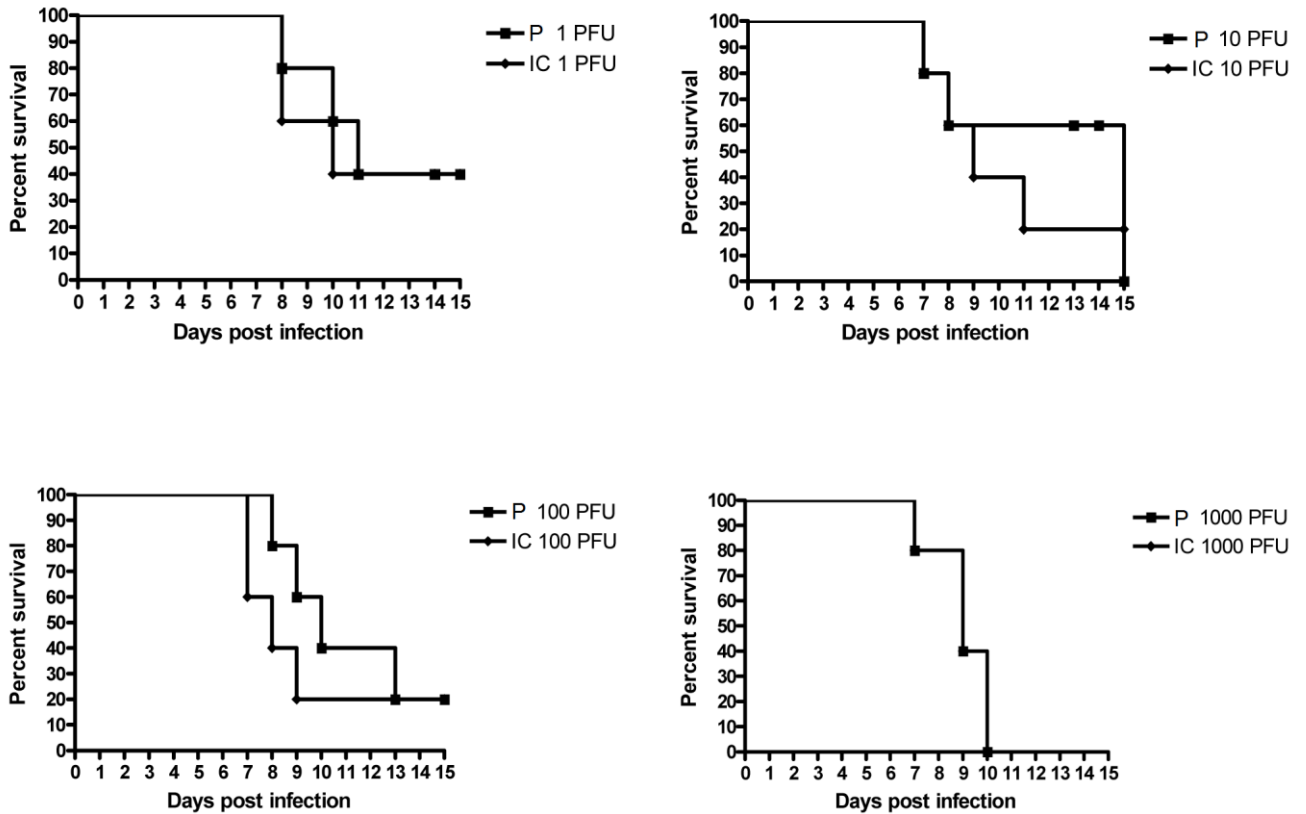 100
90
80
70
60
50
40
30
20
10
0
Percent survival
0 1 2 3 4 5 6 7 8 9 10 11 12 13 14 15
Days post infection
P 1 PFU
IC 1 PFU
100
90
80
70
60
50
40
30
20
10
0
Percent survival
0 1 2 3 4 5 6 7 8 9 10 11 12 13 14 15
Days post infection
P 10 PFU
IC 10 PFU
100
90
80
70
60
50
40
30
20
10
0
Percent survival
0 1 2 3 4 5 6 7 8 9 10 11 12 13 14 15
Days post infection
P 100 PFU
IC 100 PFU
100
90
80
70
60
50
40
30
20
10
0
Percent survival
0 1 2 3 4 5 6 7 8 9 10 11 12 13 14 15
Days post infection
P 1000 PFU
IC 1000 PFU